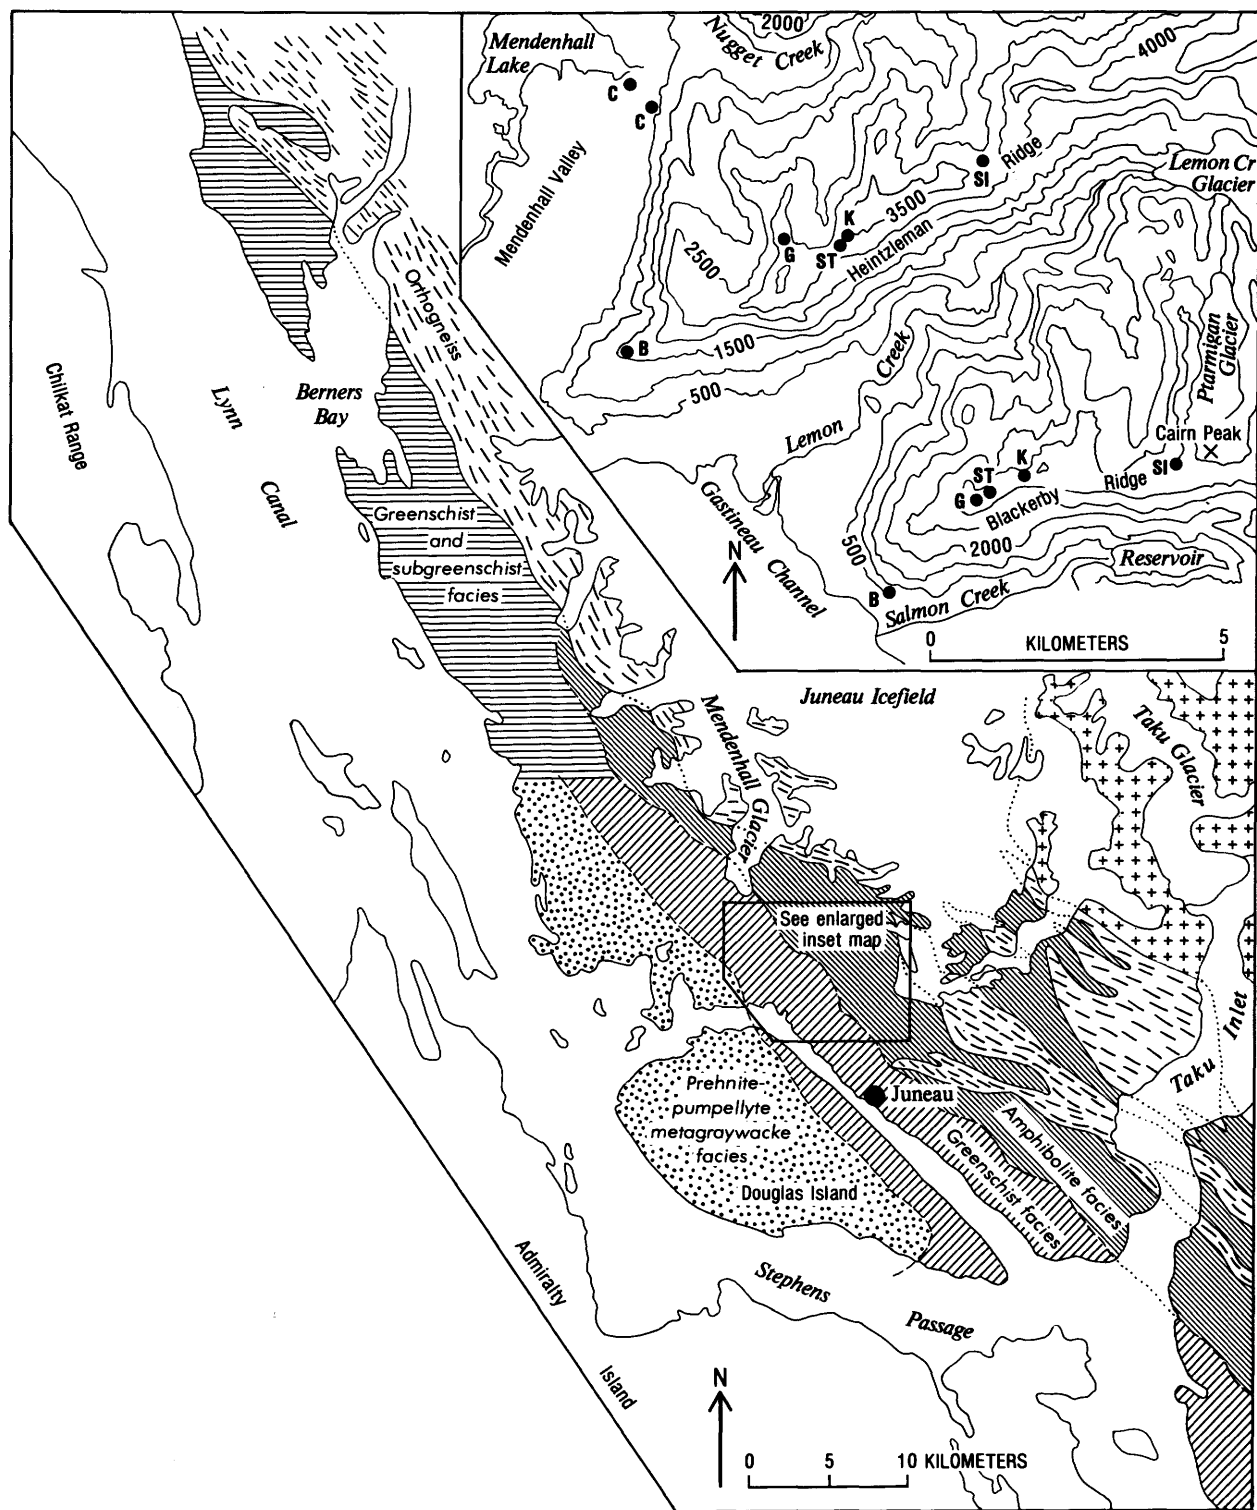 2000
Nugget Creek
4000
Mendenhall
Lake
C
C
Mendenhall Valley
SI
Ridge
Lemon Cr
Glacier
K
3500
G
ST
Heintzleman
2500
B
1500
500
Creek
Lemon
Ptarmigan
Glacier
Cairn Peak
SI
K
ST
G
Ridge
Blackerby
2000
500
Reservoir
B
Salmon Creek
Gastineau Channel
N
0 5
KILOMETERS
Orthogneiss
Chilkat Range
Lynn
Canal
Berners
Bay
Greenschist
and
subgreenschist
facies
Juneau Icefield
Mendenhall Glacier
Taku Glacier
See enlarged
inset map
Taku Inlet
Juneau
Prehnite-
pumpellyte
metagraywacke
facies
Douglas Island
Amphibolite facies
Greenschist facies
Admiralty
Island
Stephens
Passage
N
0 5 10 KILOMETERS